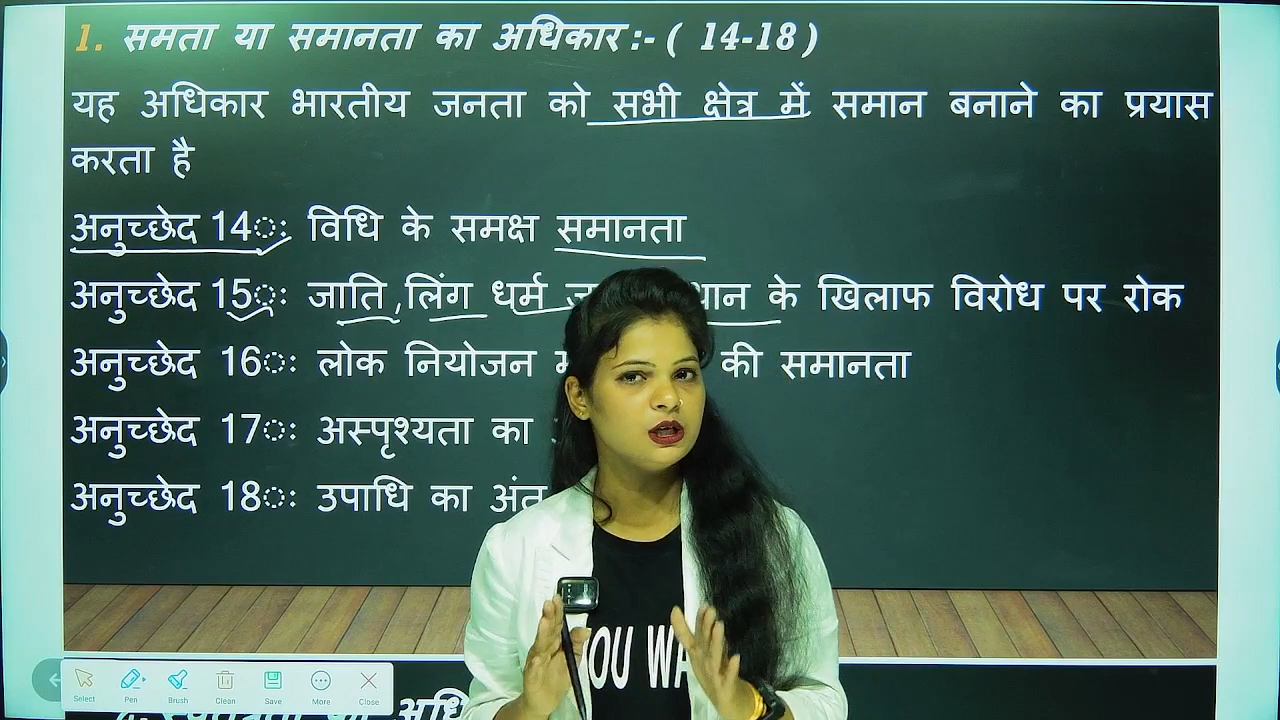 1. समता या समानता का अधिकार :- ( 14-18 )
यह अधिकार भारतीय जनता को सभी क्षेत्र में समान बनाने का प्रयास
करता है
अनुच्छेद 14ः विधि के समक्ष समानता
अनुच्छेद 15ः जाति,लिंग धर्म के खिलाफ विरोध पर रोक
अनुच्छेद 16ः लोक नियोजन की समानता
अनुच्छेद 17ः अस्पृश्यता का
अनुच्छेद 18ः उपाधि का
YOU
Select Pen Brush Clean Save More Close